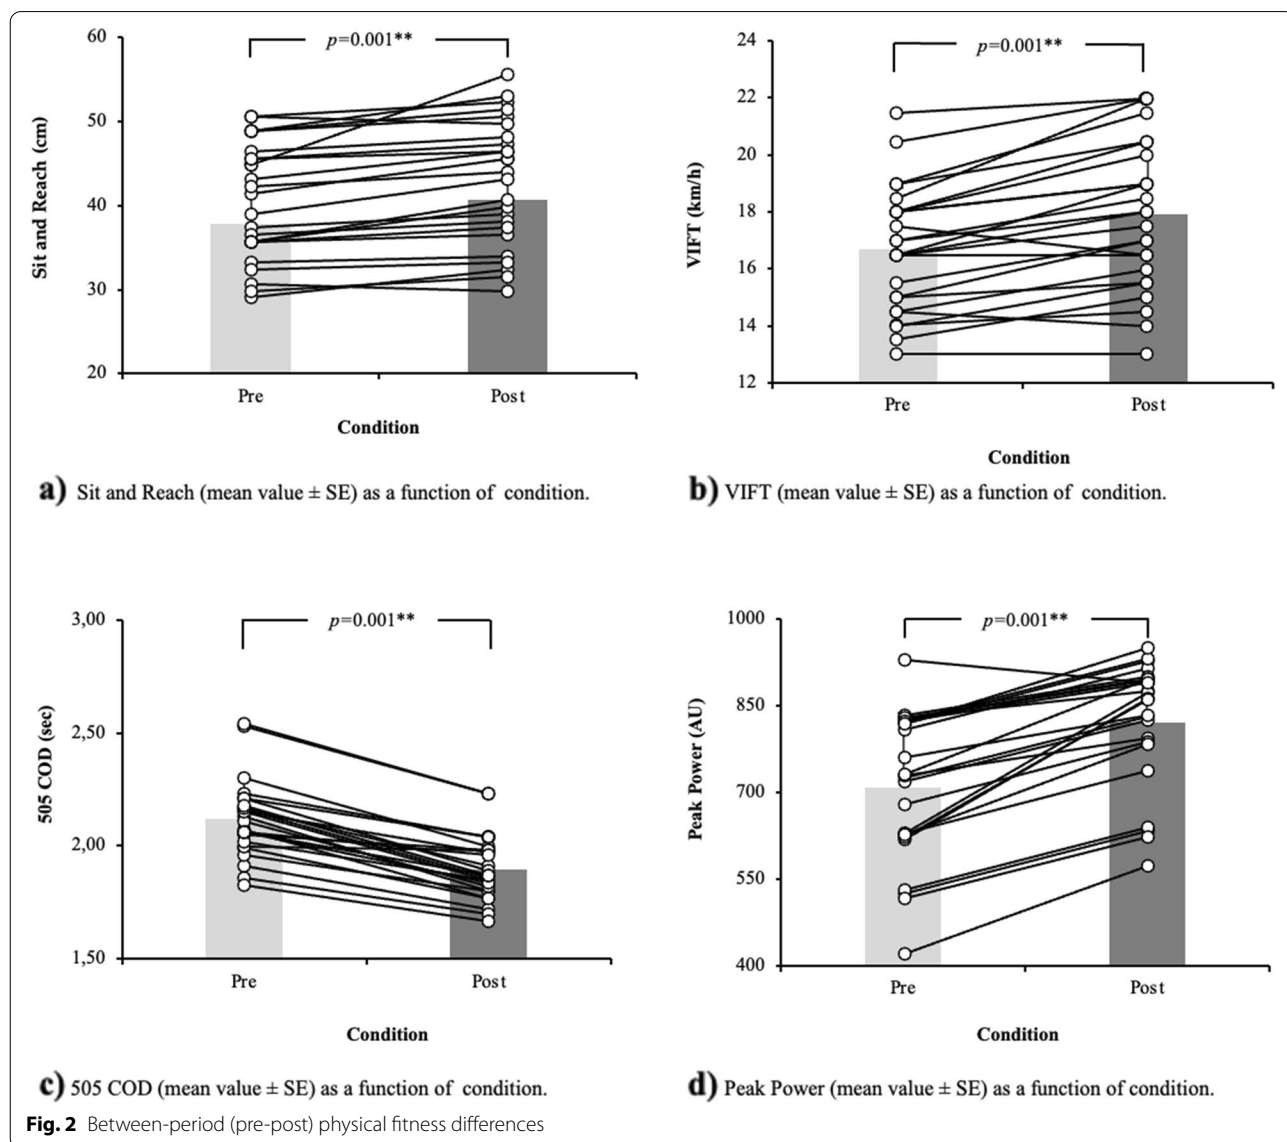 60
50
40
30
20
Sit and Reach (cm)
p=0.001**
Pre
Post
Condition
a) Sit and Reach (mean value ± SE) as a function of condition.
24
22
20
18
16
14
12
VIFT (km/h)
p=0.001**
Pre
Post
Condition
b) VIFT (mean value ± SE) as a function of condition.
3,00
2,50
2,00
1,50
505 COD (sec)
p=0.001**
Pre
Post
Condition
c) 505 COD (mean value ± SE) as a function of condition.
1000
850
700
550
400
Peak Power (AU)
p=0.001**
Pre
Post
Condition
d) Peak Power (mean value ± SE) as a function of condition.
Fig. 2 Between-period (pre-post) physical fitness differences